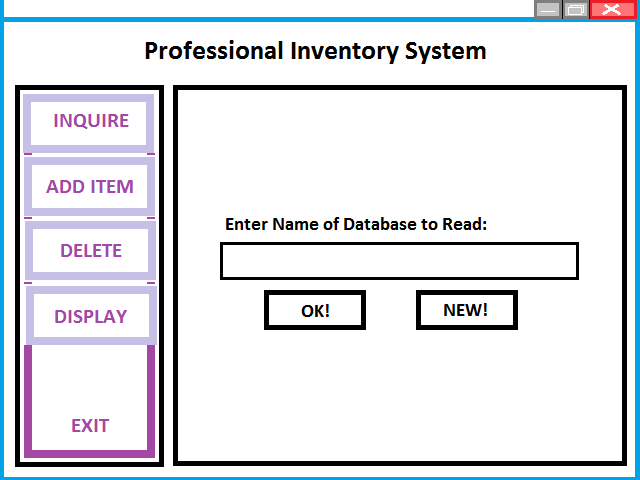 Professional Inventory System
INQUIRE
ADD ITEM
DELETE
DISPLAY
EXIT
Enter Name of Database to Read:
OK!
NEW!